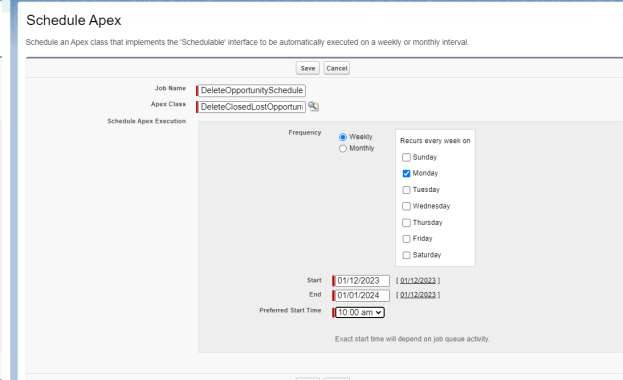 Schedule Apex
Schedule an Apex class that implements the 'Schedulable' interface to be automatically executed on a weekly or monthly interval.
Save Cancel
Job Name DeleteOpportunitySchedule
Apex Class DeleteClosedLostOpportuni
Schedule Apex Execution
Frequency Weekly
Monthly
Recurs every week on
Sunday
Monday
Tuesday
Wednesday
Thursday
Friday
Saturday
Start 01/12/2023 [ 01/12/2023 ]
End 01/01/2024 [ 01/12/2023 ]
Preferred Start Time 10:00 am
Exact start time will depend on job queue activity.